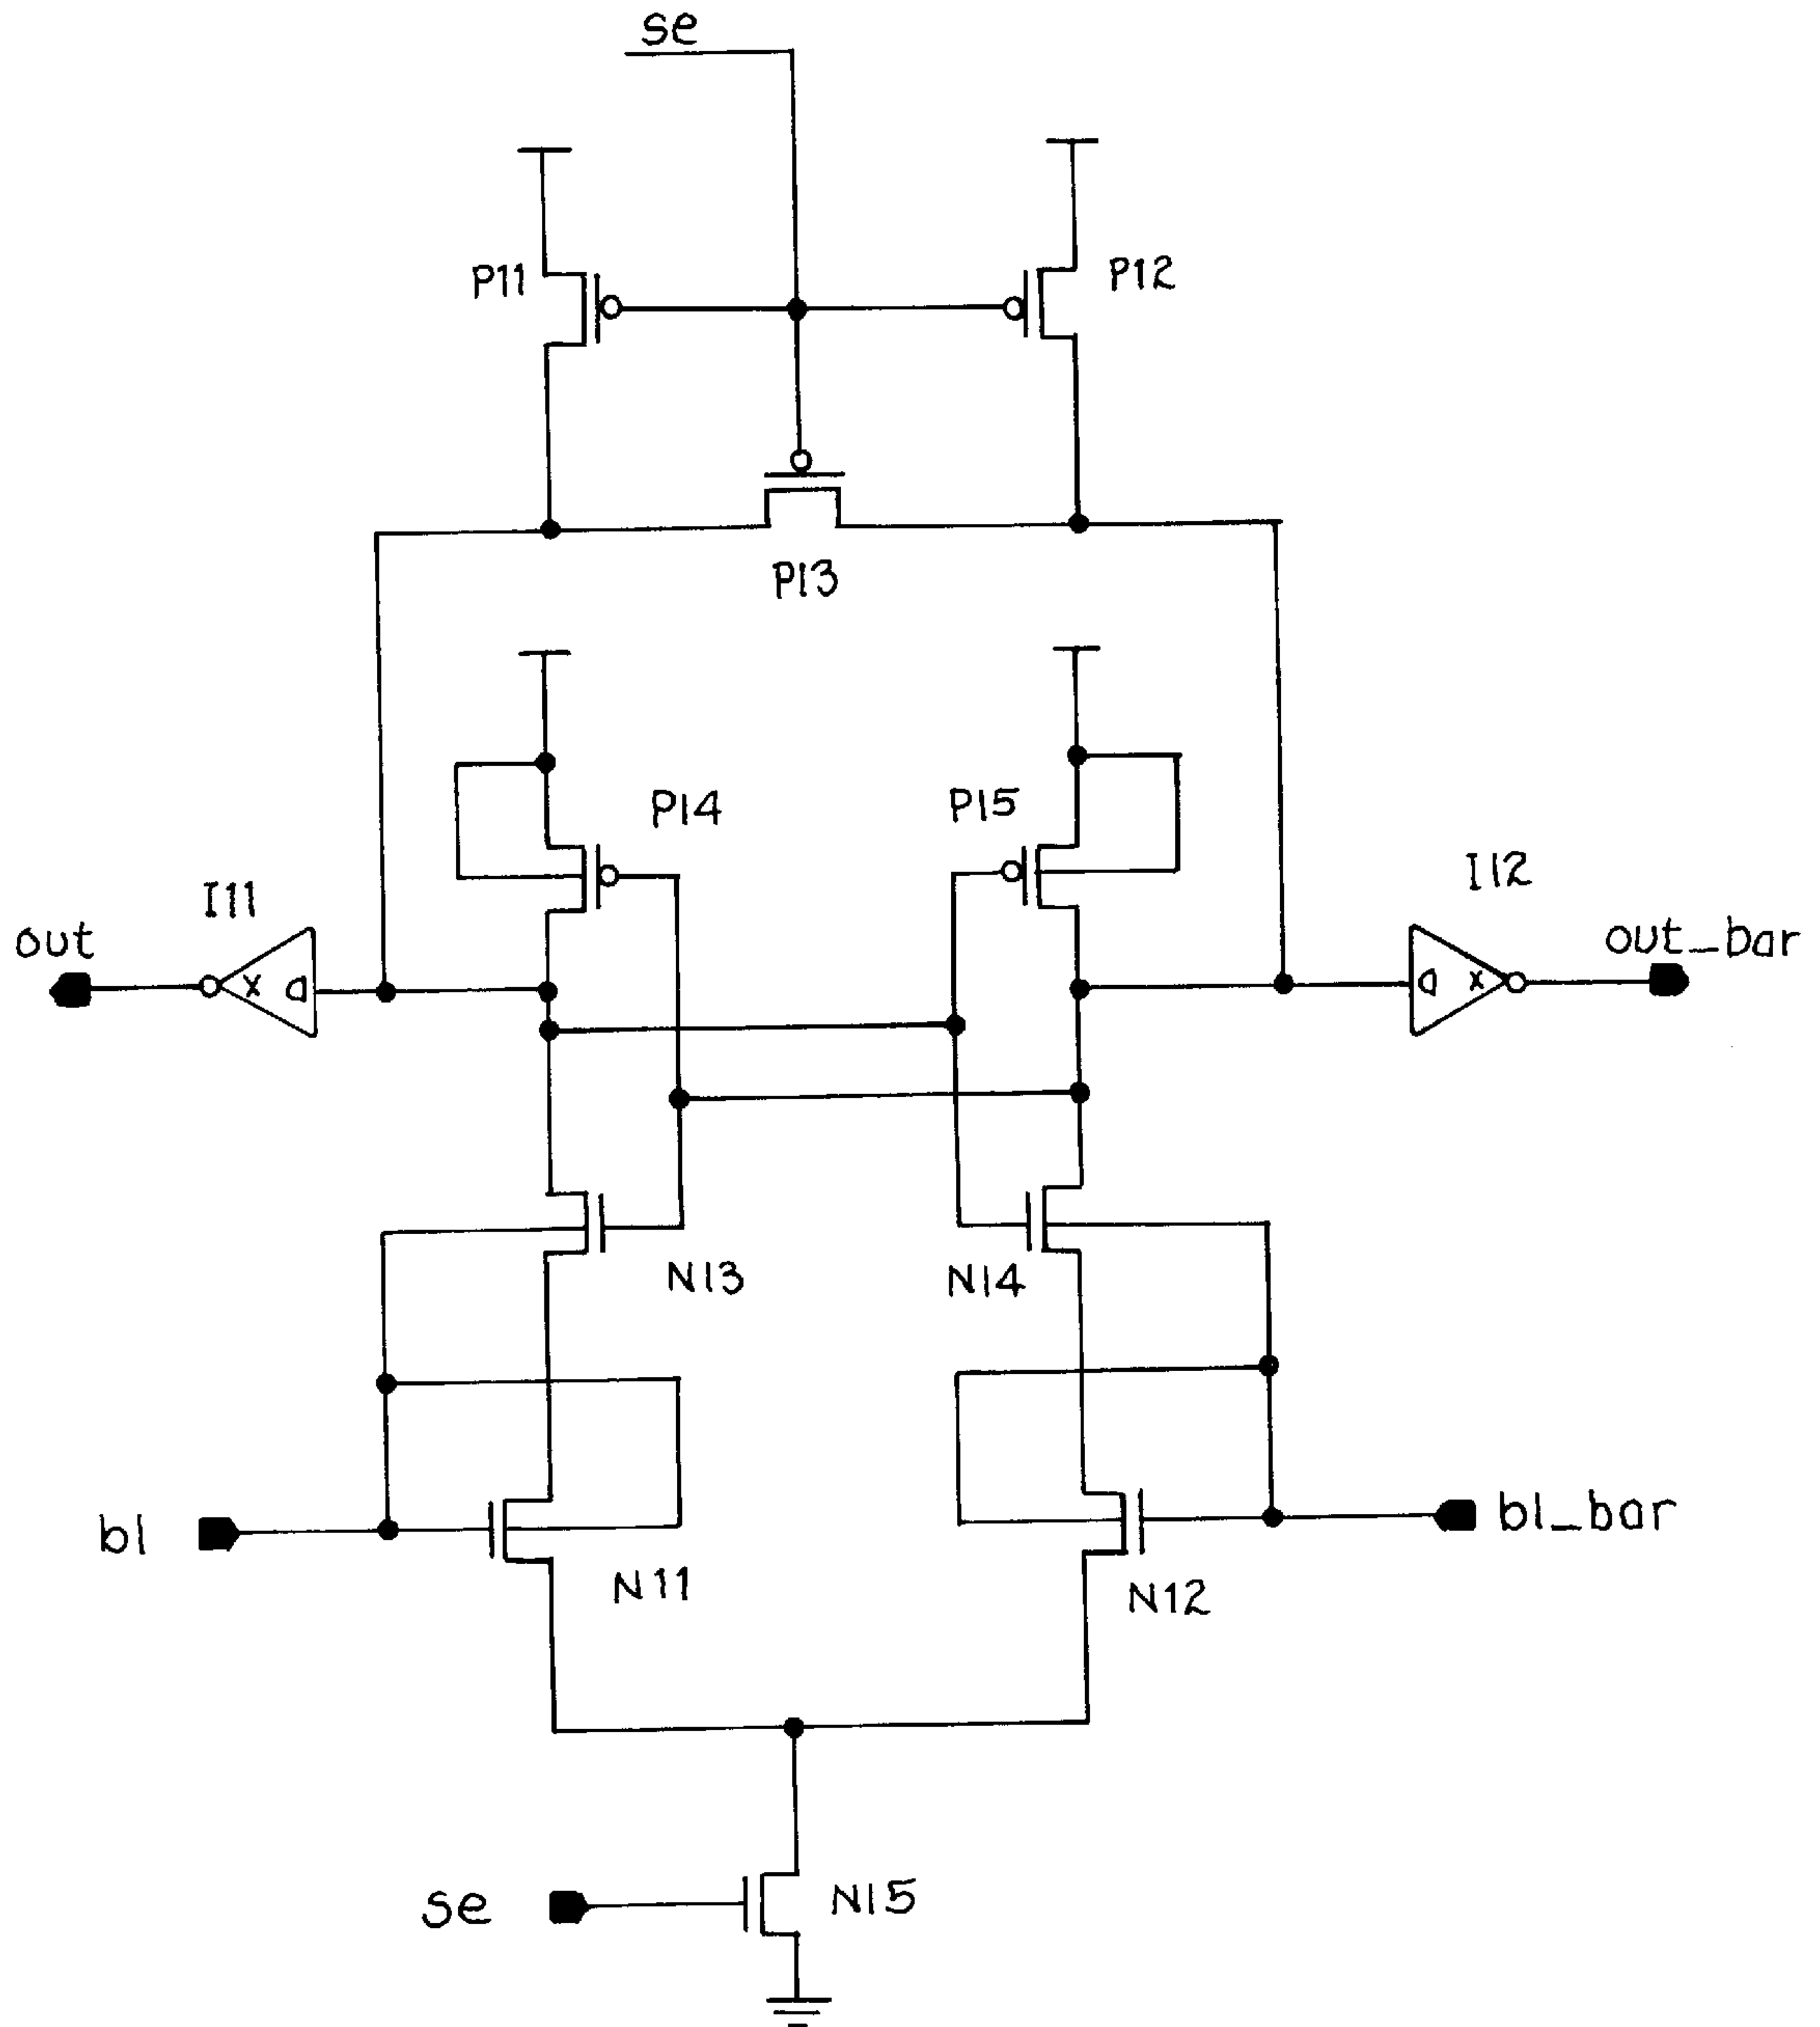 se
P11
P12
P13
P14
P15
I11
I12
out
out_bar
x a
a x
N13
N14
bl
bl_bar
N11
N12
se
N15